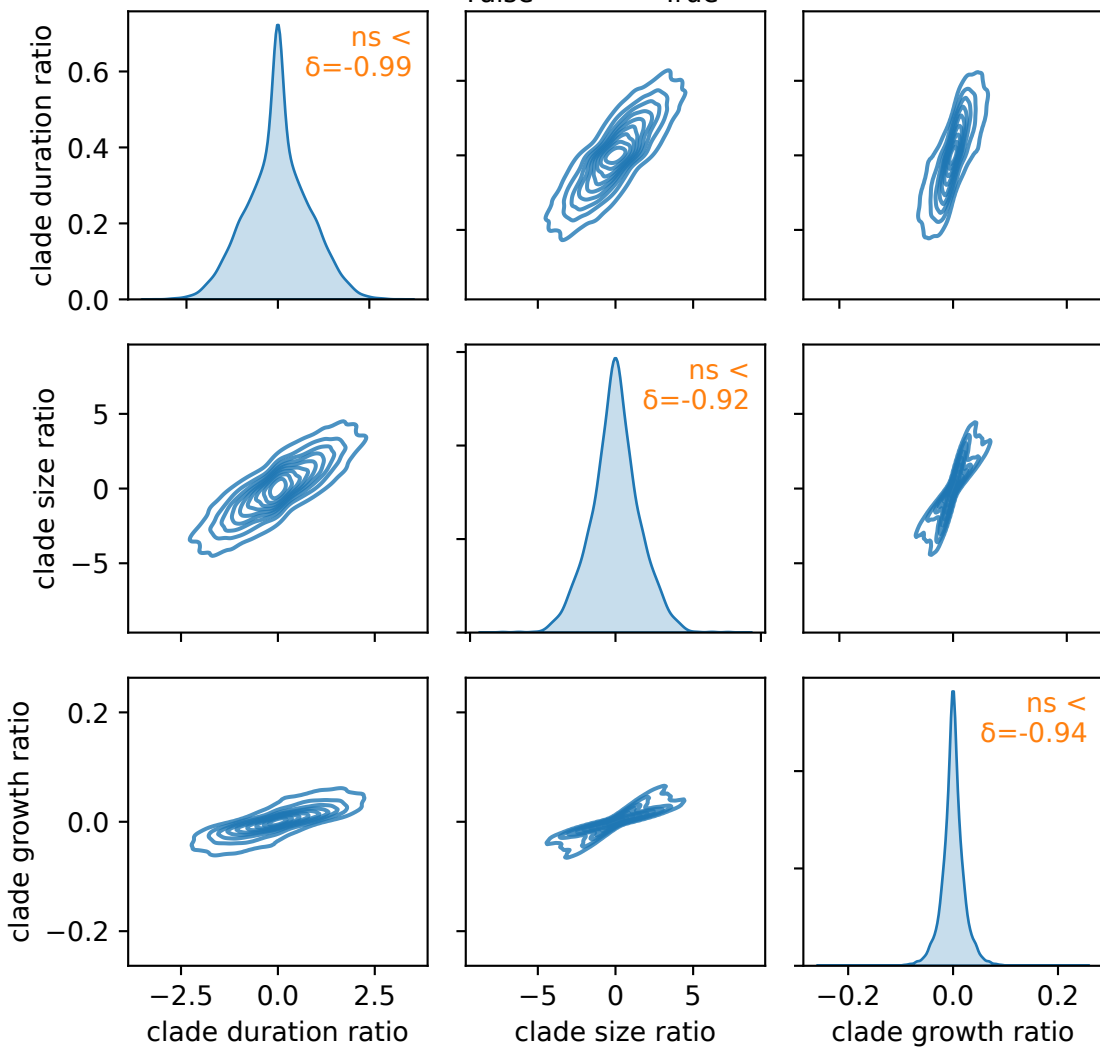 ns <
δ=-0.99
clade duration ratio
0.6
0.4
0.2
0.0
ns <
δ=-0.92
clade size ratio
5
0
−5
ns <
δ=-0.94
clade growth ratio
0.2
0.0
−0.2
−2.5 0.0 2.5
−5 0 5
−0.2 0.0 0.2
clade duration ratio
clade size ratio
clade growth ratio